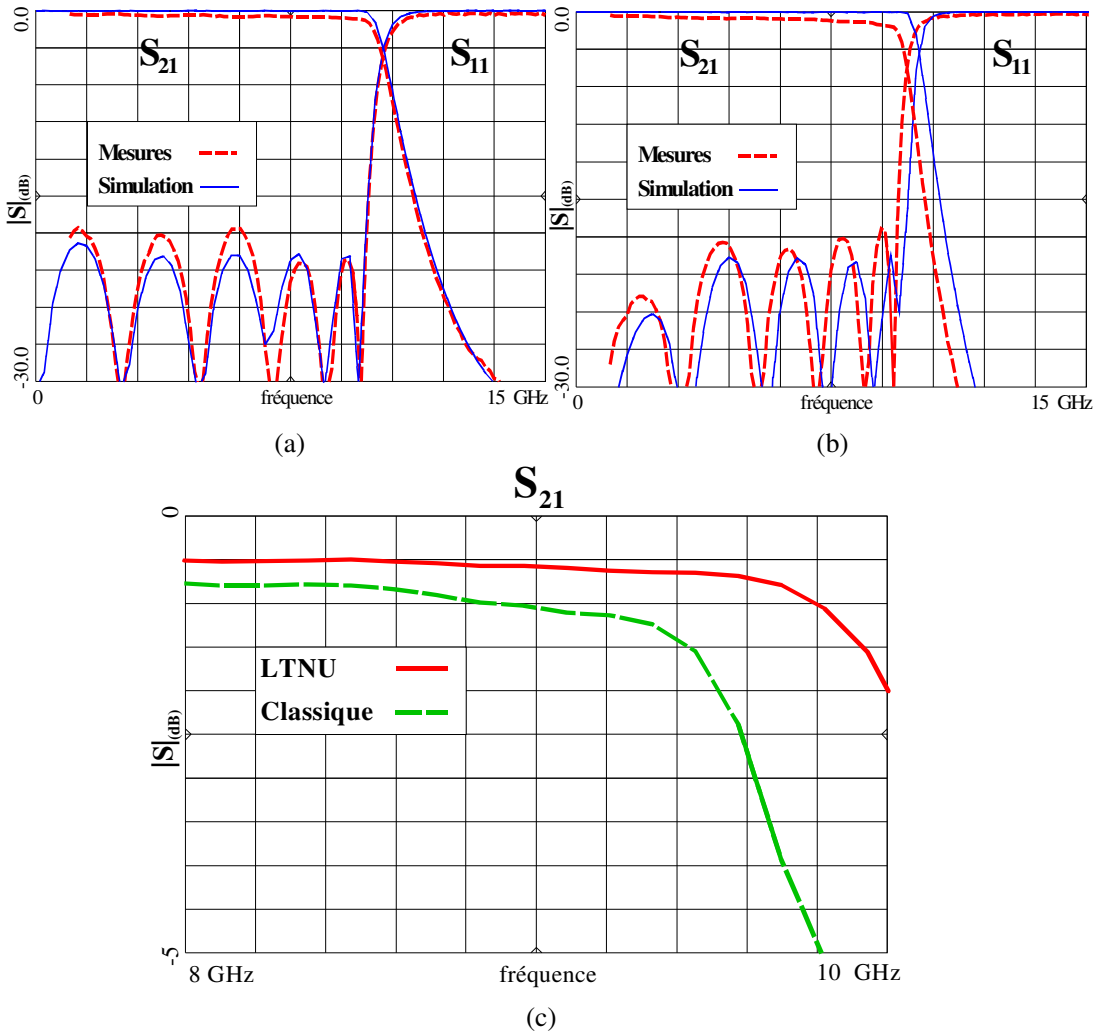 0.0
S21
S11
Mesures
Simulation
|S|(dB)
-30.0
0
fréquence
15 GHz
(a)
0.0
S21
S11
Mesures
Simulation
|S|(dB)
-30.0
0
fréquence
15 GHz
(b)
S21
0
LTNU
Classique
|S|(dB)
-5
8 GHz
fréquence
10 GHz
(c)